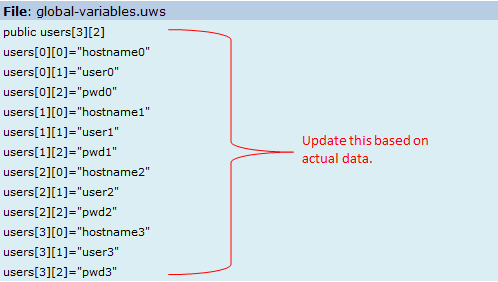 File: global-variables.uws
public users[3][2]
users[0][0]="hostname0"
users[0][1]="user0"
users[0][2]="pwd0"
users[1][0]="hostname1"
users[1][1]="user1"
users[1][2]="pwd1"
users[2][0]="hostname2"
users[2][1]="user2"
users[2][2]="pwd2"
users[3][0]="hostname3"
users[3][1]="user3"
users[3][2]="pwd3"
Update this based on
actual data.